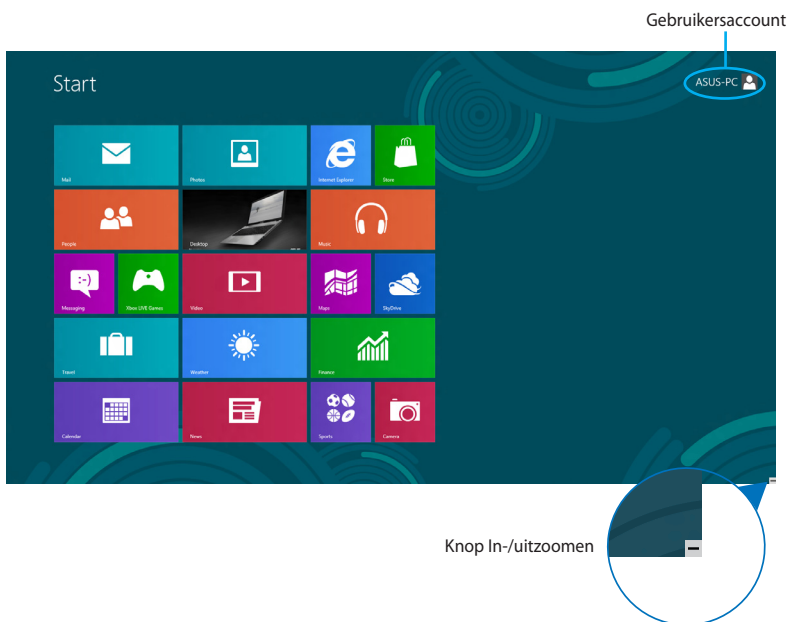 Gebruikersaccount
Start
ASUS-PC
Mail
Photos
Internet Explorer
Store
People
Desktop
Music
Messaging
Xbox LIVE Games
Video
Maps
SkyDrive
Travel
Weather
Finance
Calendar
News
Sports
Camera
Knop In-/uitzoomen